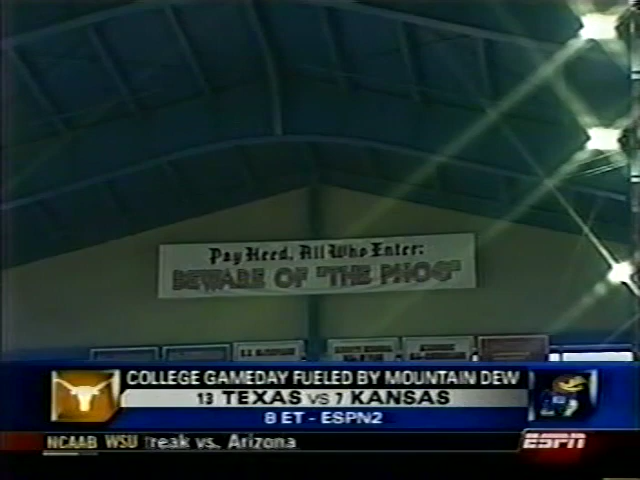 Pay Heed, All Who Enter:
BEWARE OF "THE PHOG"
COLLEGE GAMEDAY FUELED BY MOUNTAIN DEW
13 TEXAS VS 7 KANSAS
8 ET - ESPN2
NCAAB WSU treak vs. Arizona
ESPN